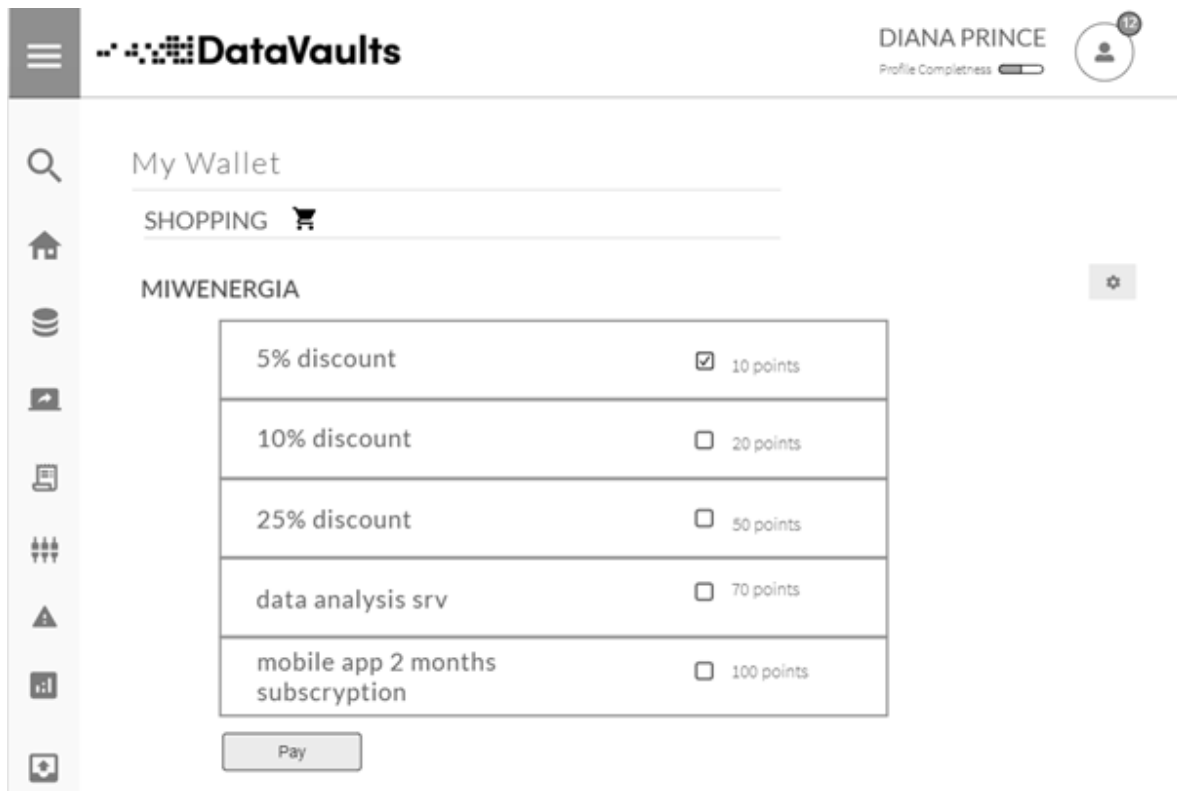 DataVaults
DIANA PRINCE
12
Profile Completness
My Wallet
SHOPPING
MIWENERGIA
5% discount 10 points
10% discount 20 points
25% discount 50 points
data analysis srv 70 points
mobile app 2 months
subscryption 100 points
Pay